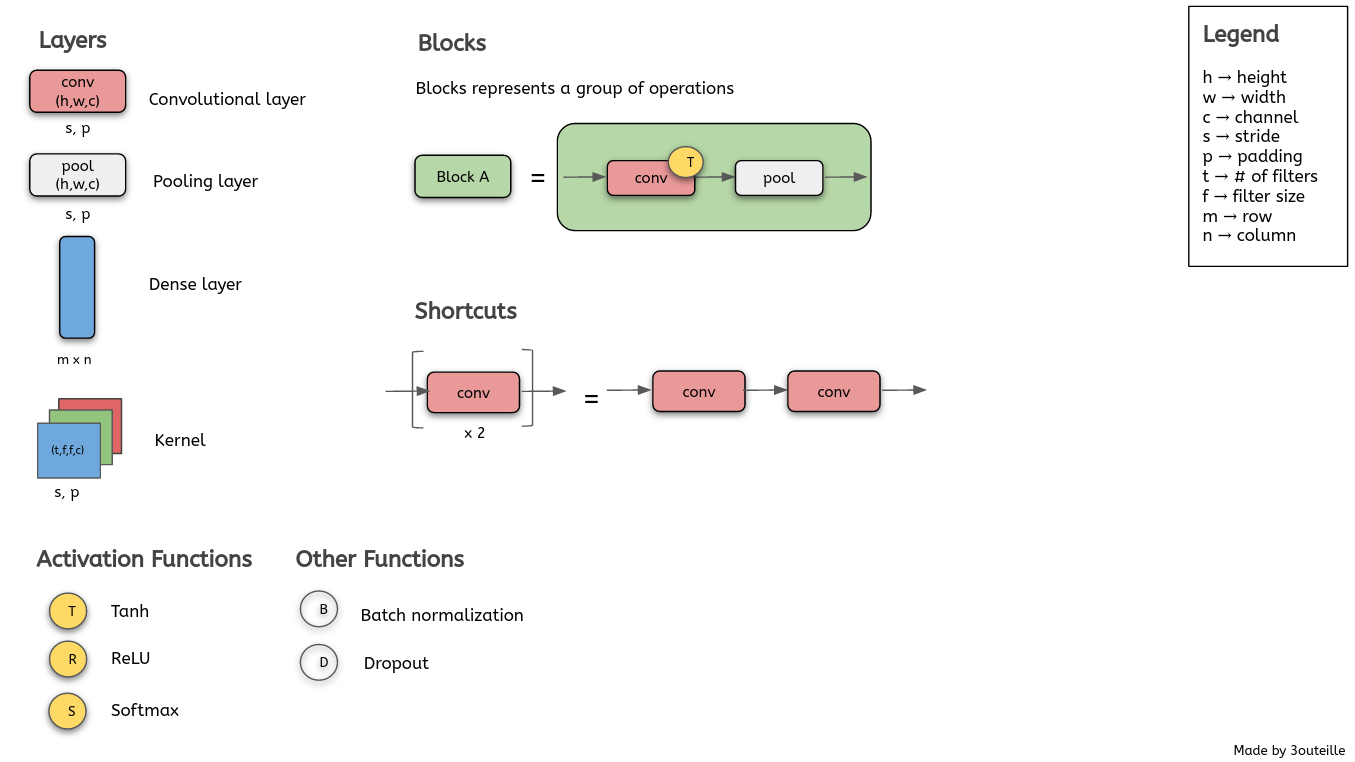 Layers
conv
(h,w,c)
s, p
Convolutional layer
pool
(h,w,c)
s, p
Pooling layer
Dense layer
m x n
(t,f,f,c)
s, p
Kernel
Blocks
Blocks represents a group of operations
Block A
=
conv
T
pool
Shortcuts
conv
x 2
=
conv
conv
Legend
h → height
w → width
c → channel
s → stride
p → padding
t → # of filters
f → filter size
m → row
n → column
Activation Functions
T
Tanh
R
ReLU
S
Softmax
Other Functions
B
Batch normalization
D
Dropout
Made by 3outeille